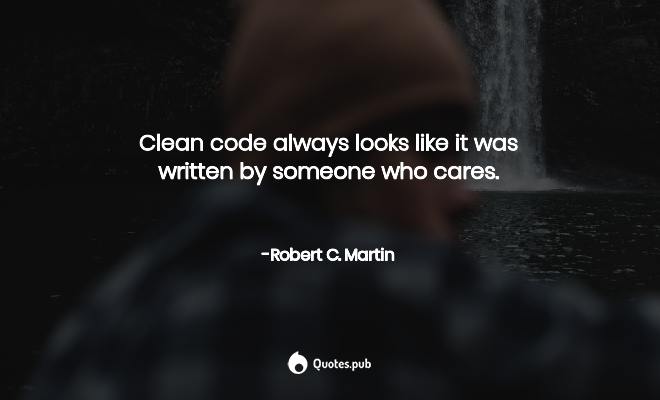 Clean code always looks like it was
written by someone who cares.
-Robert C. Martin
Quotes.pub